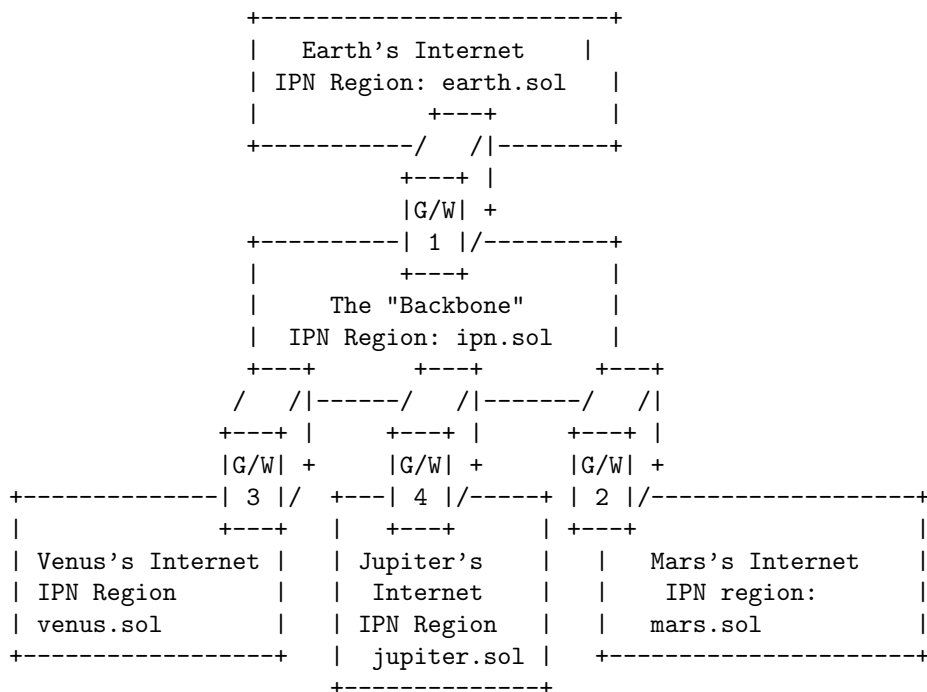 +-----------------------+
|   Earth's Internet    |
| IPN Region: earth.sol   |
|           +---+       |
+-----------/   /|--------+
+---+ |
|G/W| +
+----------| 1 |/---------+
|         +---+         |
|     The "Backbone"      |
|  IPN Region: ipn.sol    |
+---+       +---+       +---+
/   /|------/   /|-------/   /|
+---+ |     +---+ |     +---+ |
|G/W| +     |G/W| +     |G/W| +
+--------------| 3 |/  +---| 4 |/-----+ | 2 |/------------------+
|             +---+   |   +---+      | +---+                   |
| Venus's Internet |   | Jupiter's    |   |   Mars's Internet    |
| IPN Region       |   |  Internet    |   |    IPN region:       |
| venus.sol        |   | IPN Region   |   |   mars.sol           |
+------------------+   |   jupiter.sol |   +----------------------+
+--------------+